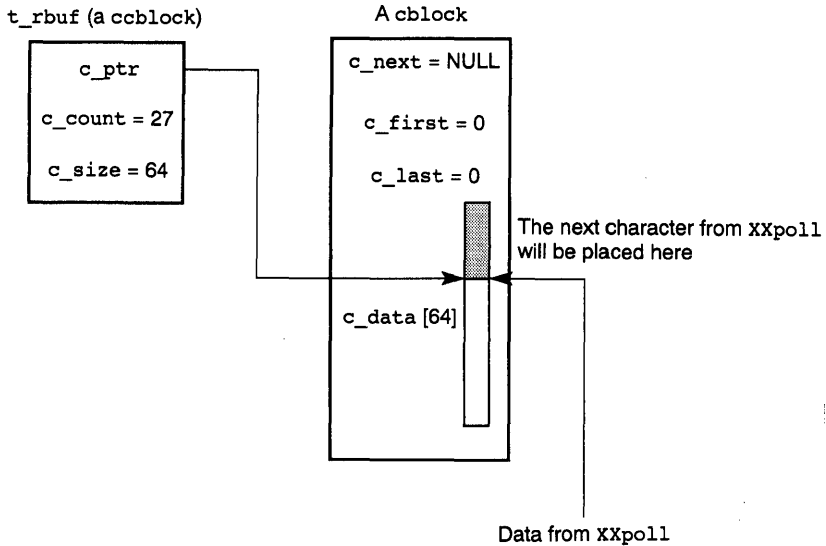 t_rbuf (a ccblock)
A cblock
c_ptr
c_count = 27
c_size = 64
c_next = NULL
c_first = 0
c_last = 0
The next character from XXpoll
will be placed here
c_data [64]
Data from XXpoll